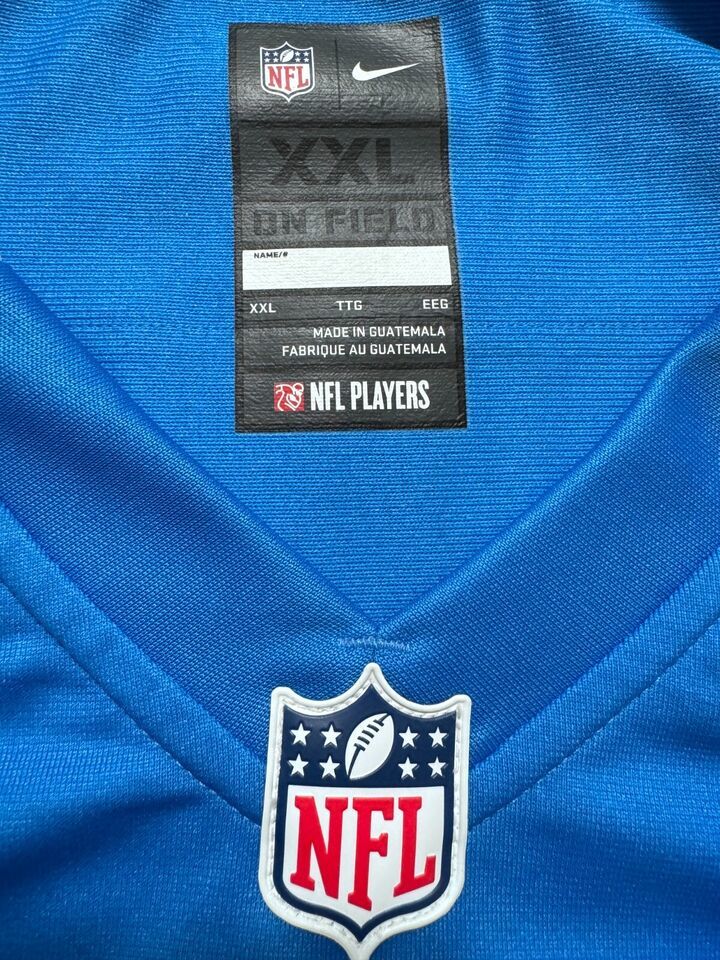 NFL
XXL
ON FIELD
NAME/#
XXL TTG EEG
MADE IN GUATEMALA
FABRIQUE AU GUATEMALA
NFL PLAYERS
NFL